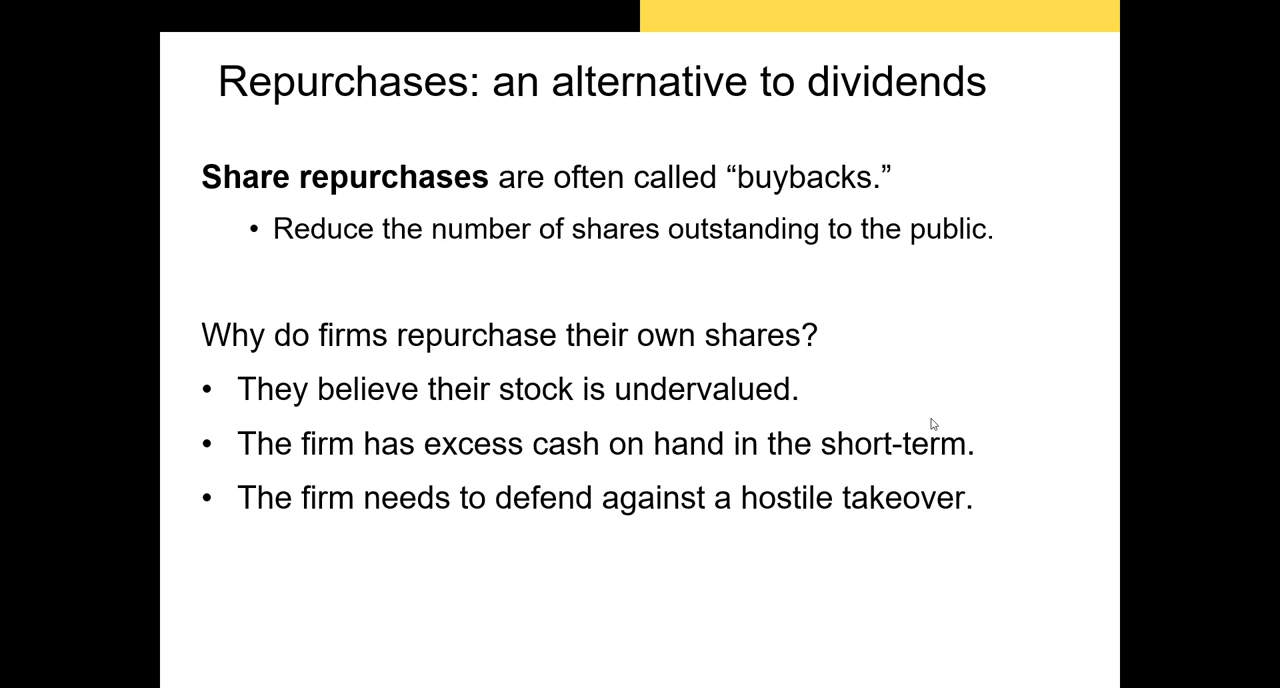 Repurchases: an alternative to dividends
Share repurchases are often called “buybacks.”
• Reduce the number of shares outstanding to the public.
Why do firms repurchase their own shares?
• They believe their stock is undervalued.
• The firm has excess cash on hand in the short-term.
• The firm needs to defend against a hostile takeover.